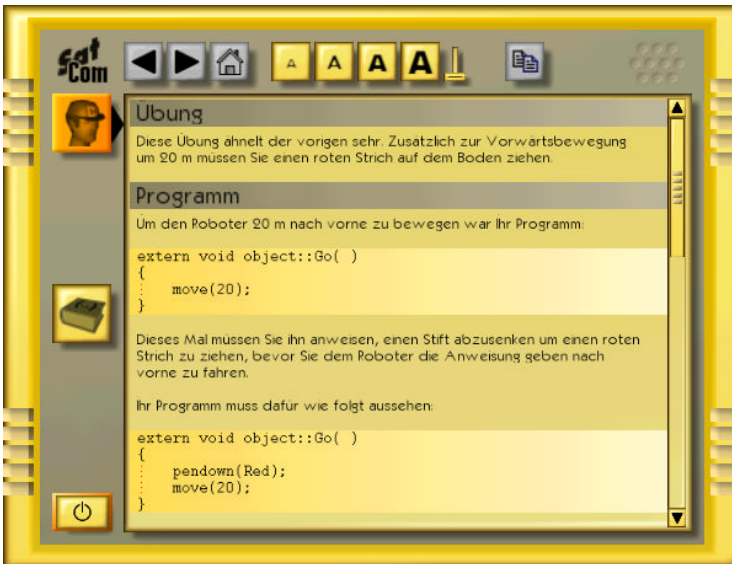 sat
Com
A A A A
Übung
Diese Übung ähnelt der vorigen sehr. Zusätzlich zur Vorwärtsbewegung
um 20 m müssen Sie einen roten Strich auf dem Boden ziehen.
Programm
Um den Roboter 20 m nach vorne zu bewegen war Ihr Programm:
extern void object::Go( )
{
move(20);
}
Dieses Mal müssen Sie ihn anweisen, einen Stift abzusenken um einen roten
Strich zu ziehen, bevor Sie dem Roboter die Anweisung geben nach
vorne zu fahren.
Ihr Programm muss dafür wie folgt aussehen:
extern void object::Go( )
{
pendown(Red);
move(20);
}